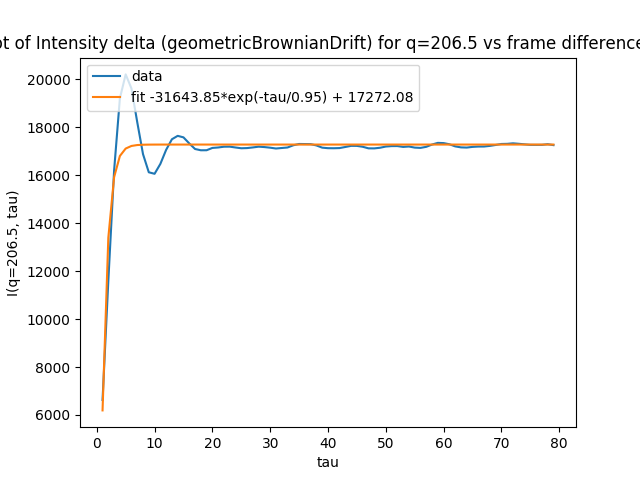 ot of Intensity delta (geometricBrownianDrift) for q=206.5 vs frame difference
data
fit -31643.85*exp(-tau/0.95) + 17272.08
I(q=206.5, tau)
20000
18000
16000
14000
12000
10000
8000
6000
0 10 20 30 40 50 60 70 80
tau